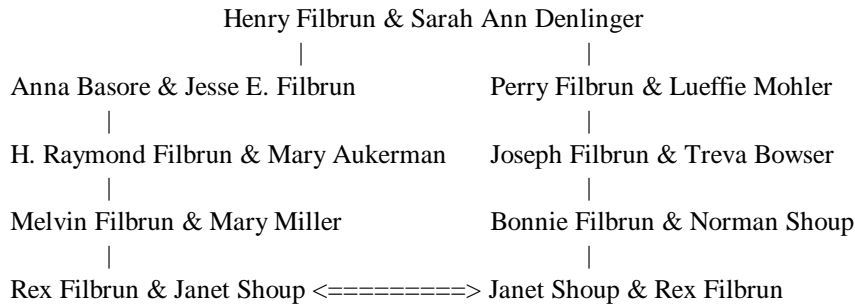 Henry Filbrun & Sarah Ann Denlinger
| |
Anna Basore & Jesse E. Filbrun Perry Filbrun & Lueffie Mohler
| |
H. Raymond Filbrun & Mary Aukerman Joseph Filbrun & Treva Bowser
| |
Melvin Filbrun & Mary Miller Bonnie Filbrun & Norman Shoup
| |
Rex Filbrun & Janet Shoup <=========> Janet Shoup & Rex Filbrun